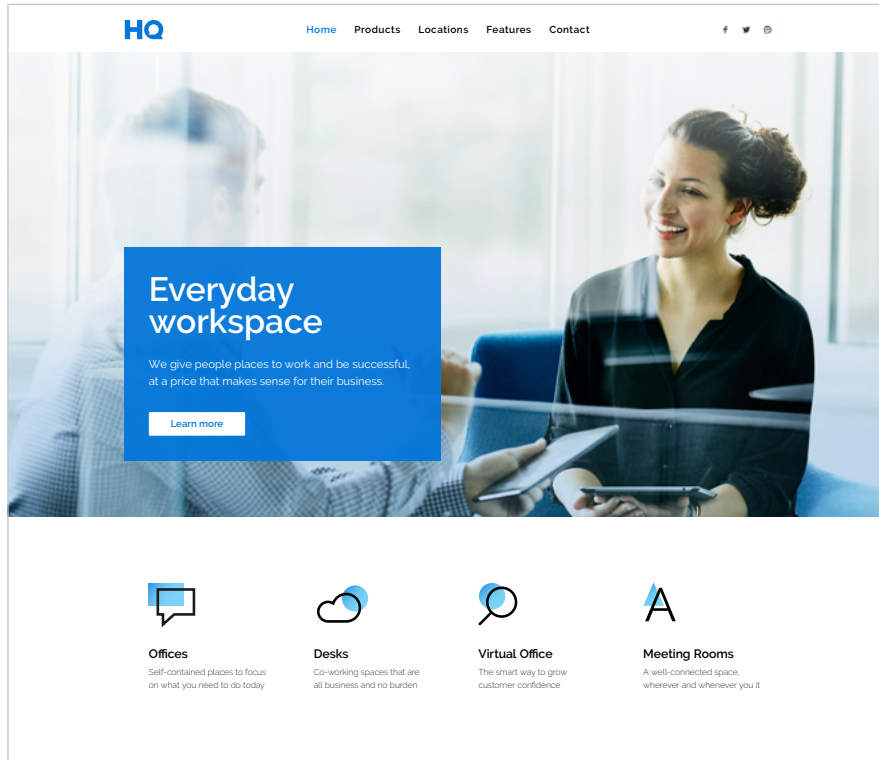 HQ
Home Products Locations Features Contact
Everyday
workspace
We give people places to work and be successful,
at a price that makes sense for their business.
Learn more
Offices
Self-contained places to focus
on what you need to do today
Desks
Co-working spaces that are
all business and no burden
Virtual Office
The smart way to grow
customer confidence
Meeting Rooms
A well-connected space,
wherever and whenever you it